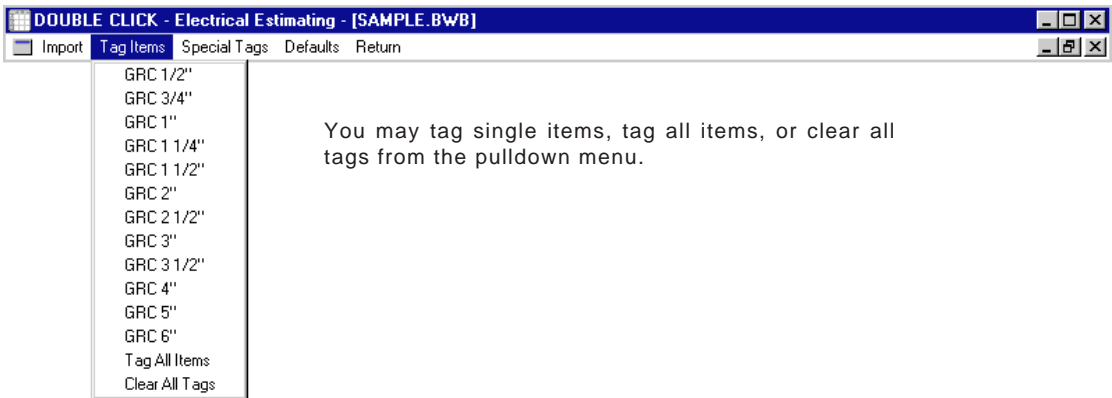 DOUBLE CLICK - Electrical Estimating - [SAMPLE.BWB]
Import Tag Items Special Tags Defaults Return
GRC 1/2"
GRC 3/4"
GRC 1"
GRC 1 1/4"
GRC 1 1/2"
GRC 2"
GRC 2 1/2"
GRC 3"
GRC 3 1/2"
GRC 4"
GRC 5"
GRC 6"
Tag All Items
Clear All Tags
You may tag single items, tag all items, or clear all
tags from the pulldown menu.